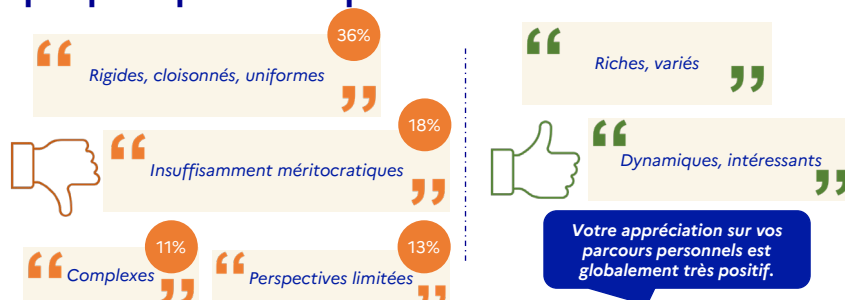 36%
Rigides, cloisonnés, uniformes
18%
Insuffisamment méritocratiques
11%
Complexes
13%
Perspectives limitées
Riches, variés
Dynamiques, intéressants
Votre appréciation sur vos
parcours personnels est
globalement très positif.